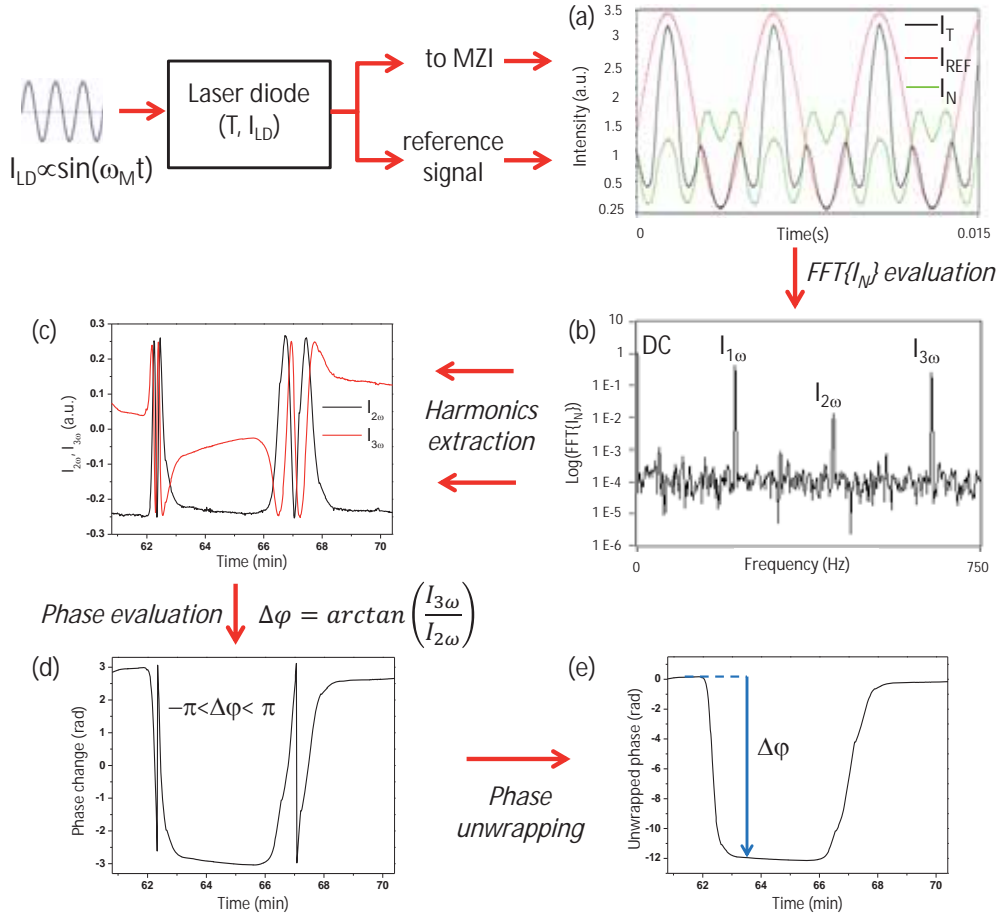 (a)
3.5
3
2.5
2
1.5
1
0.5
0.25
Intensity (a.u.)
I_T
I_REF
I_N
0
Time(s)
0.015
to MZI
Laser diode
(T, I_LD)
reference
signal
I_LD∝sin(ω_M t)
FFT{I_N} evaluation
(c)
0.3
0.2
0.0
-0.2
-0.3
I_2ω, I_3ω (a.u.)
I_2ω
I_3ω
62
64
66
68
70
Time (min)
Harmonics
extraction
(b)
10
1
1 E-1
1 E-2
1 E-3
1 E-4
1 E-5
1 E-6
Log(FFT{I_N})
DC
I_1ω
I_2ω
I_3ω
0
Frequency (Hz)
750
Phase evaluation
Δφ = arctan(I_3ω/I_2ω)
(d)
3
2
1
0
-1
-2
-3
Phase change (rad)
−π<Δφ< π
62
64
66
68
70
Time (min)
Phase
unwrapping
(e)
0
-2
-4
-6
-8
-10
-12
Unwrapped phase (rad)
Δφ
62
64
66
68
70
Time (min)